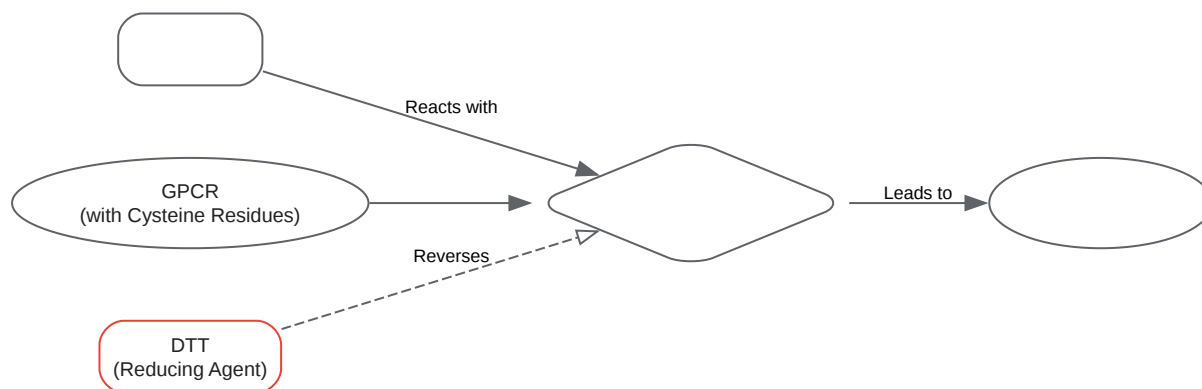 Reacts with
GPCR
(with Cysteine Residues)
Leads to
Reverses
DTT
(Reducing Agent)